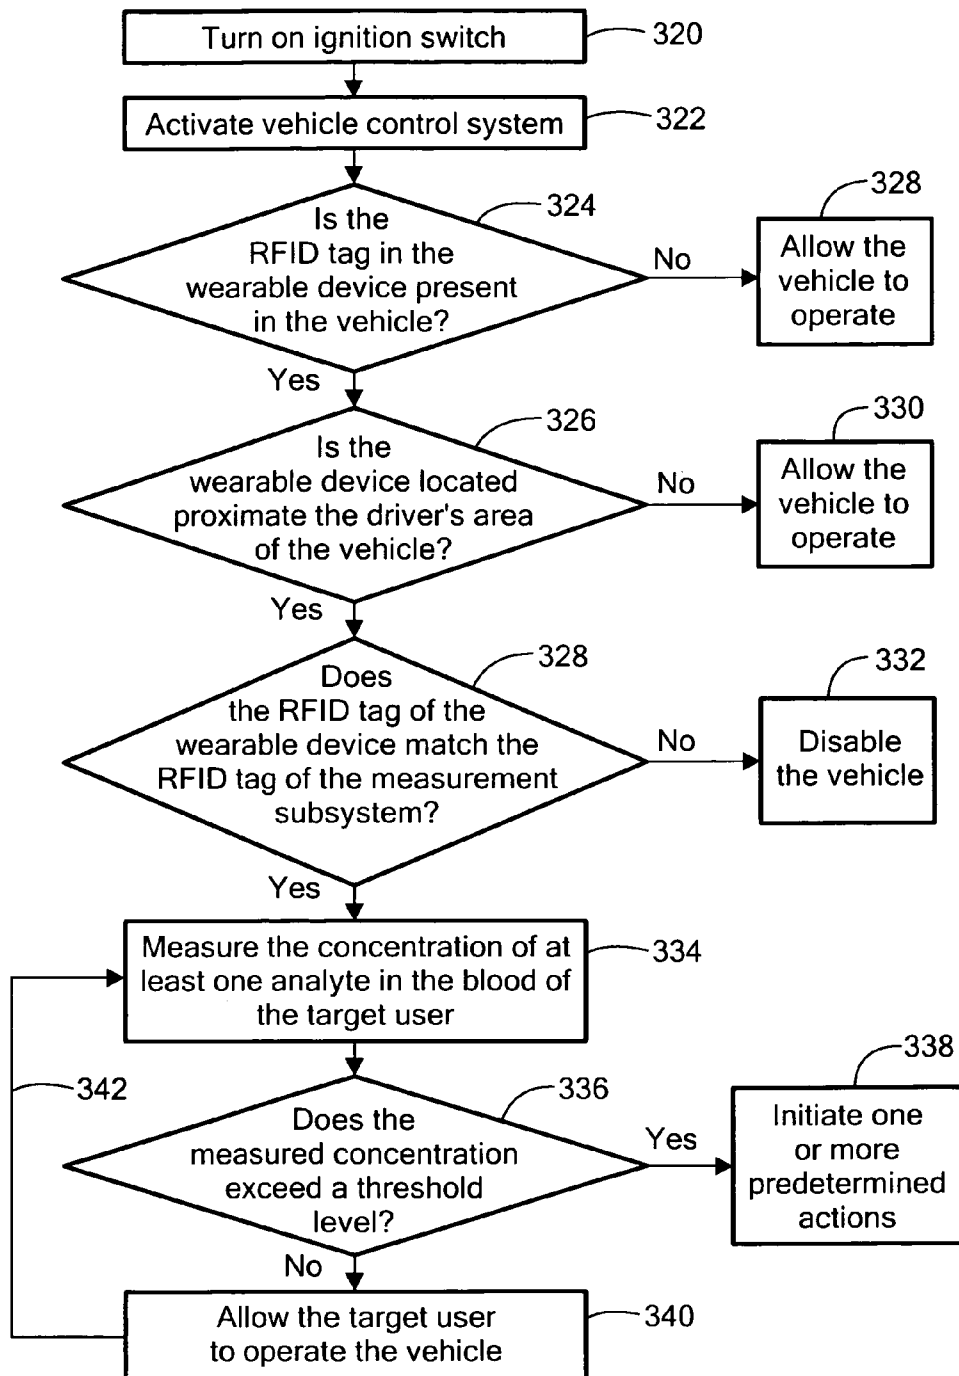 Turn on ignition switch
320
Activate vehicle control system
322
Is the
RFID tag in the
wearable device present
in the vehicle?
324
No
328
Allow the
vehicle to
operate
Yes
Is the
wearable device located
proximate the driver's area
of the vehicle?
326
No
330
Allow the
vehicle to
operate
Yes
Does
the RFID tag of the
wearable device match the
RFID tag of the measurement
subsystem?
328
No
332
Disable
the vehicle
Yes
Measure the concentration of at
least one analyte in the blood of
the target user
334
342
Does the
measured concentration
exceed a threshold
level?
336
Yes
338
Initiate one
or more
predetermined
actions
No
Allow the target user
to operate the vehicle
340